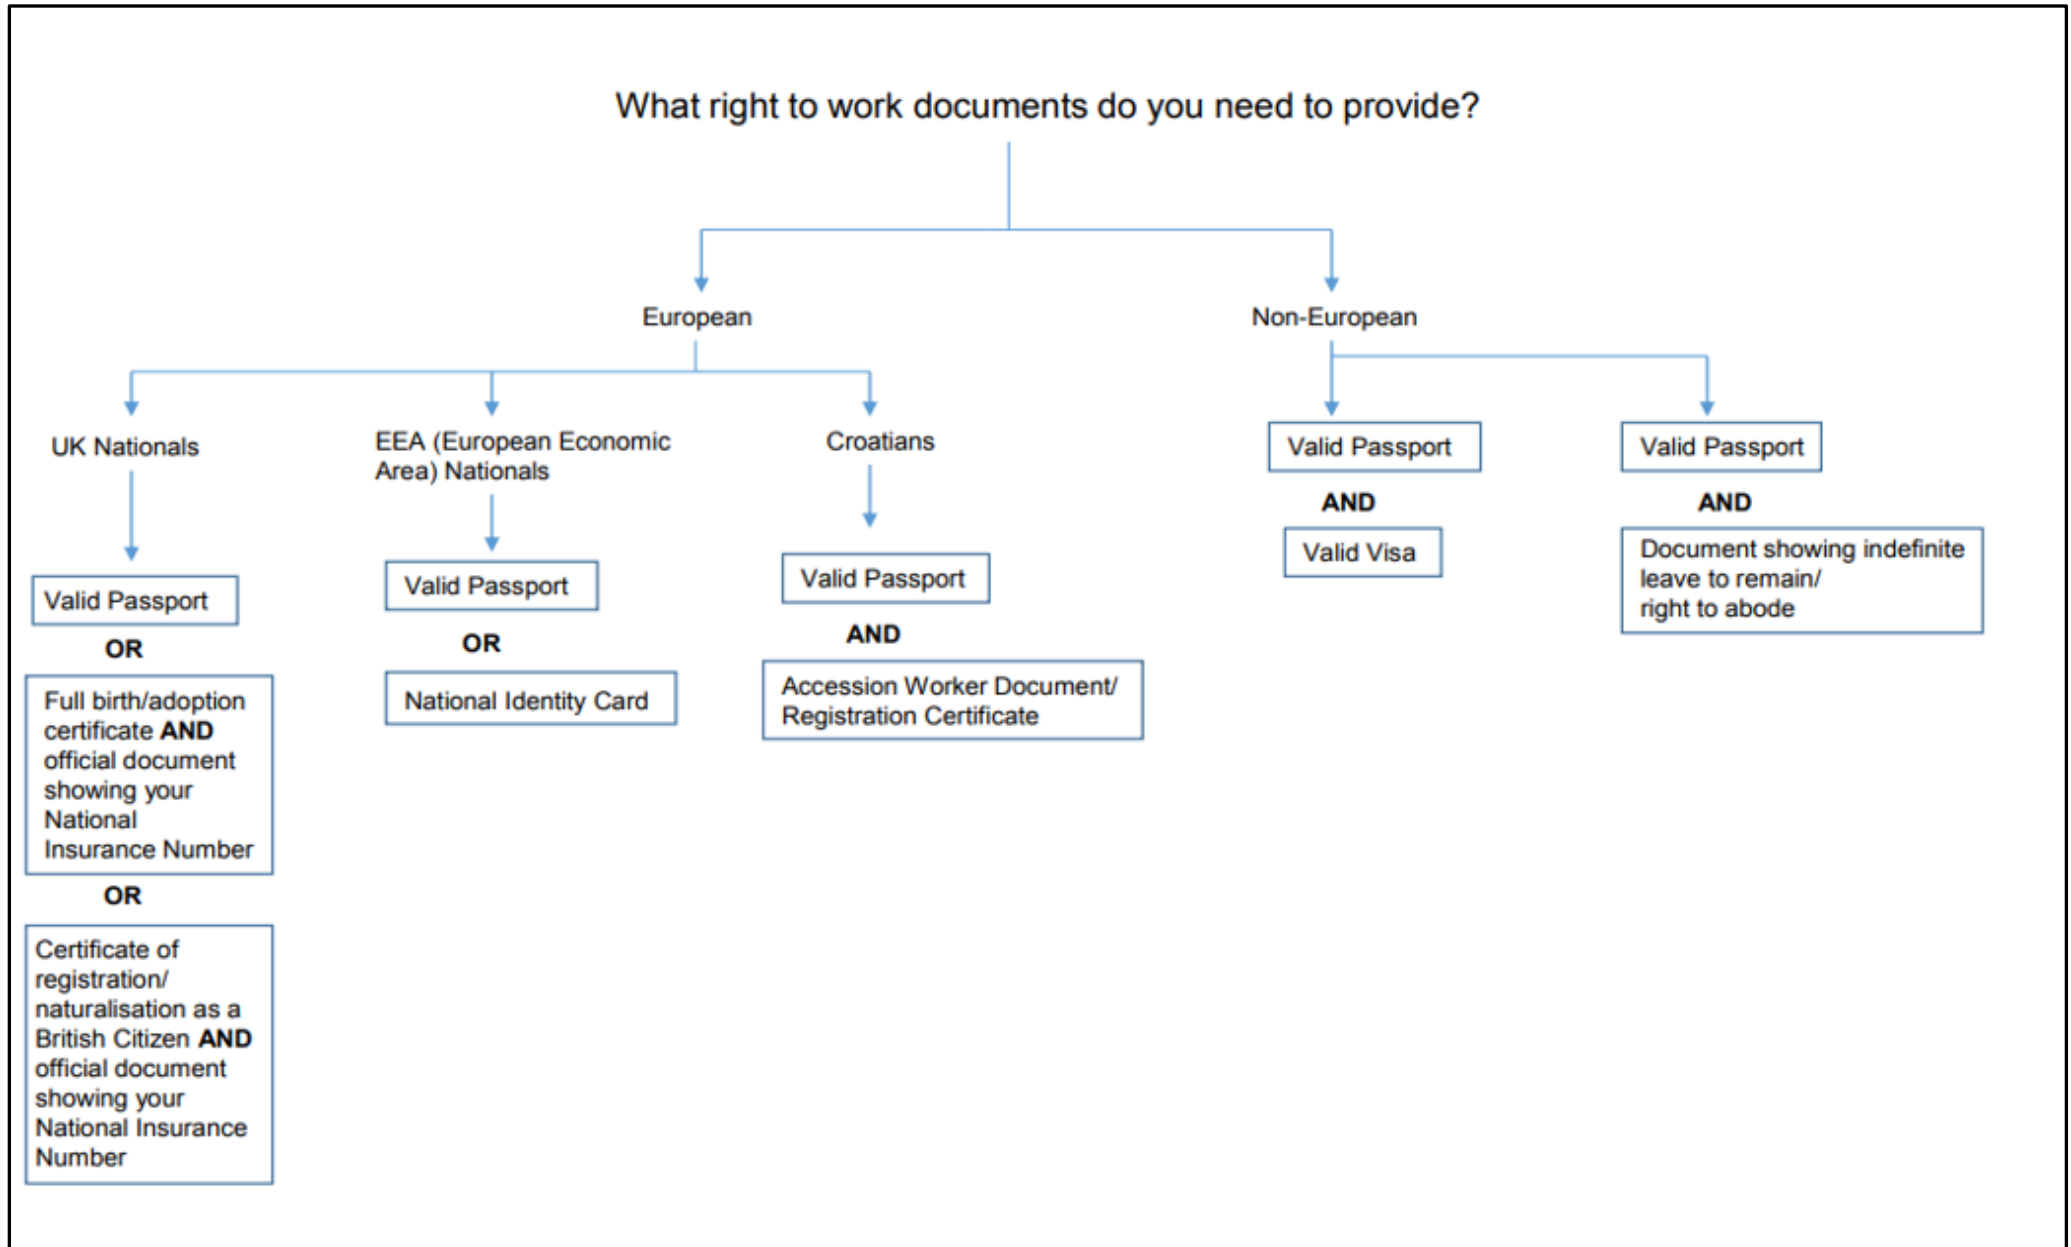 What right to work documents do you need to provide?
European
Non-European
UK Nationals
EEA (European Economic
Area) Nationals
Croatians
Valid Passport
OR
Full birth/adoption
certificate AND
official document
showing your
National
Insurance Number
OR
Certificate of
registration/
naturalisation as a
British Citizen AND
official document
showing your
National Insurance
Number
Valid Passport
OR
National Identity Card
Valid Passport
AND
Accession Worker Document/
Registration Certificate
Valid Passport
AND
Valid Visa
Valid Passport
AND
Document showing indefinite
leave to remain/
right to abode